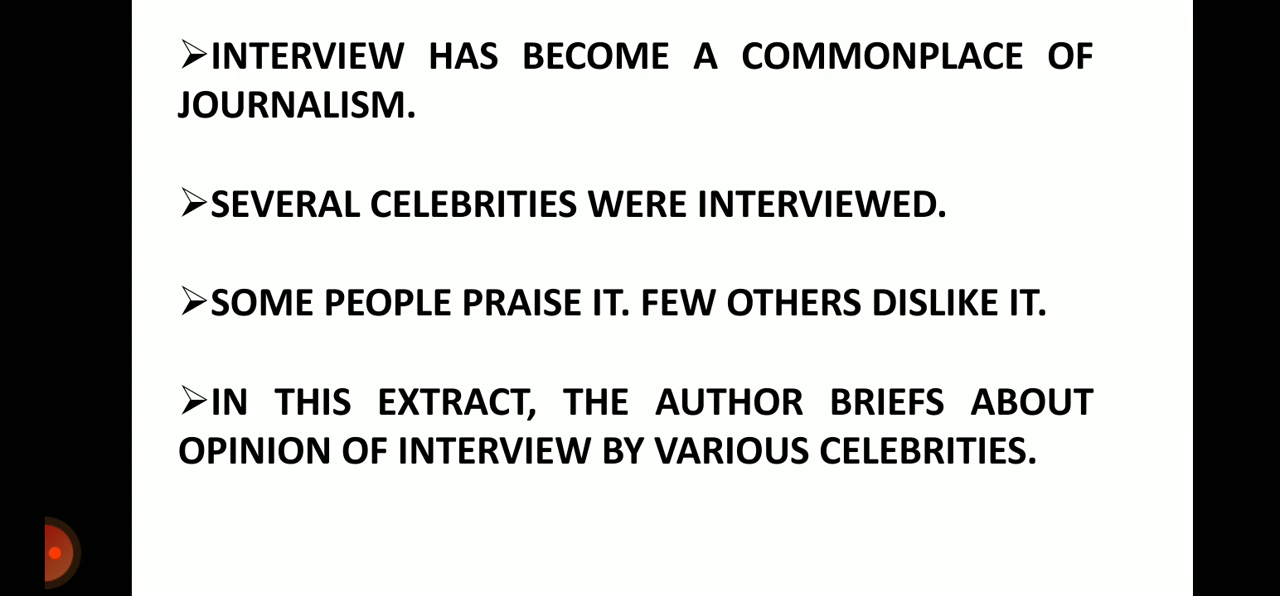 ➢INTERVIEW HAS BECOME A COMMONPLACE OF
JOURNALISM.
➢SEVERAL CELEBRITIES WERE INTERVIEWED.
➢SOME PEOPLE PRAISE IT. FEW OTHERS DISLIKE IT.
➢IN THIS EXTRACT, THE AUTHOR BRIEFS ABOUT
OPINION OF INTERVIEW BY VARIOUS CELEBRITIES.